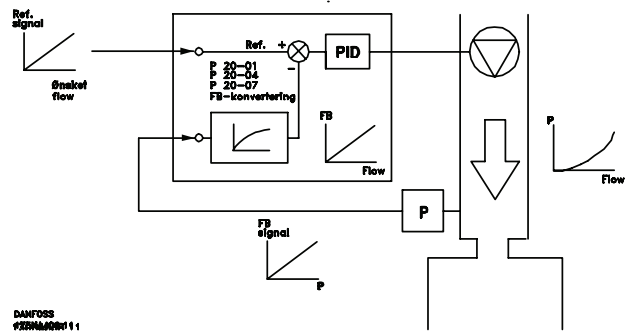 Ref.
signal
Ønsket
flow
Ref.
+
−
PID
P 20-01
P 20-04
P 20-07
FB-konvertering
FB
Flow
P
Flow
P
FB
signal
P
DANFOSS